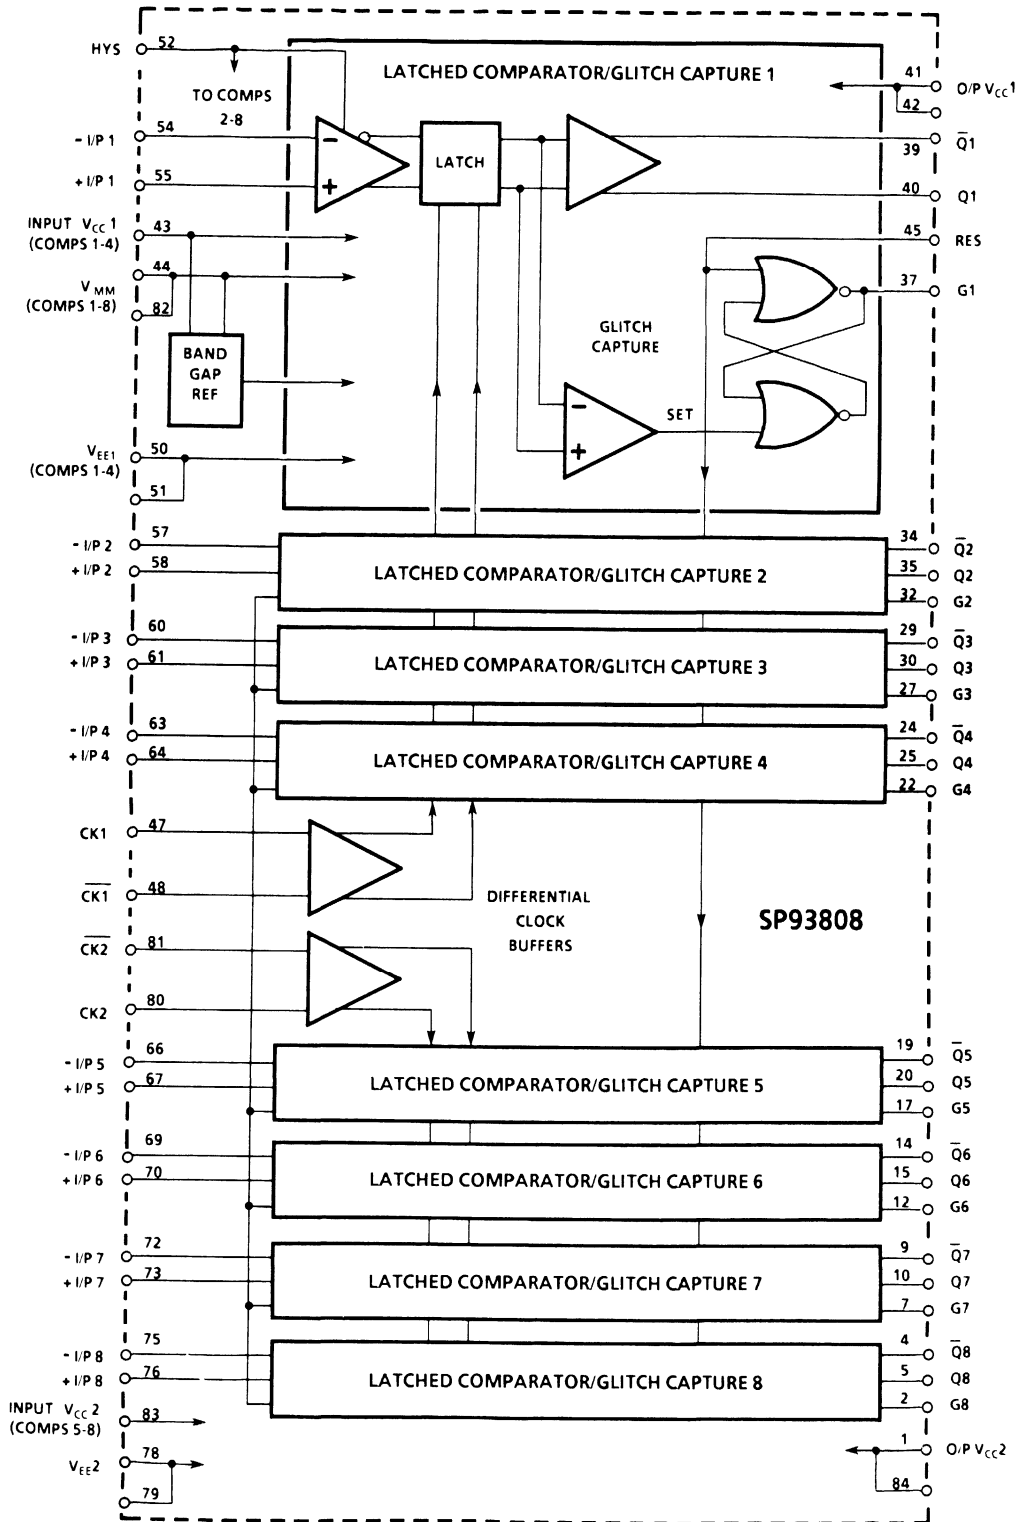 HYS
52
LATCHED COMPARATOR/GLITCH CAPTURE 1
41
O/P VCC1
42
TO COMPS
2-8
- I/P 1
54
LATCH
39
Q̅1
+ I/P 1
55
40
Q1
INPUT VCC 1
(COMPS 1-4)
43
45
RES
44
VMM
(COMPS 1-8)
82
37
G1
GLITCH
CAPTURE
BAND
GAP
REF
SET
VEE1
(COMPS 1-4)
50
51
- I/P 2
57
+ I/P 2
58
LATCHED COMPARATOR/GLITCH CAPTURE 2
34
Q̅2
35
Q2
32
G2
- I/P 3
60
+ I/P 3
61
LATCHED COMPARATOR/GLITCH CAPTURE 3
29
Q̅3
30
Q3
27
G3
- I/P 4
63
+ I/P 4
64
LATCHED COMPARATOR/GLITCH CAPTURE 4
24
Q̅4
25
Q4
22
G4
CK1
47
C̅K̅1̅
48
DIFFERENTIAL
CLOCK
BUFFERS
SP93808
C̅K̅2̅
81
CK2
80
- I/P 5
66
+ I/P 5
67
LATCHED COMPARATOR/GLITCH CAPTURE 5
19
Q̅5
20
Q5
17
G5
- I/P 6
69
+ I/P 6
70
LATCHED COMPARATOR/GLITCH CAPTURE 6
14
Q̅6
15
Q6
12
G6
- I/P 7
72
+ I/P 7
73
LATCHED COMPARATOR/GLITCH CAPTURE 7
9
Q̅7
10
Q7
7
G7
- I/P 8
75
+ I/P 8
76
LATCHED COMPARATOR/GLITCH CAPTURE 8
4
Q̅8
5
Q8
2
G8
INPUT VCC 2
(COMPS 5-8)
83
VEE2
78
79
1
O/P VCC2
84